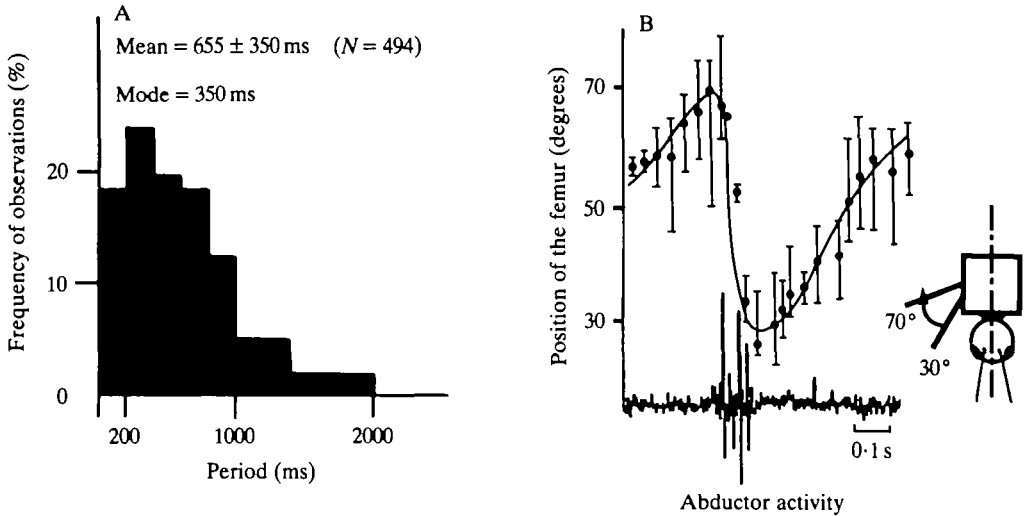 A
Mean = 655 ± 350 ms (N = 494)
Mode = 350 ms
Frequency of observations (%)
20
10
0
200
1000
2000
Period (ms)
B
Position of the femur (degrees)
70
50
30
70°
30°
0·1 s
Abductor activity